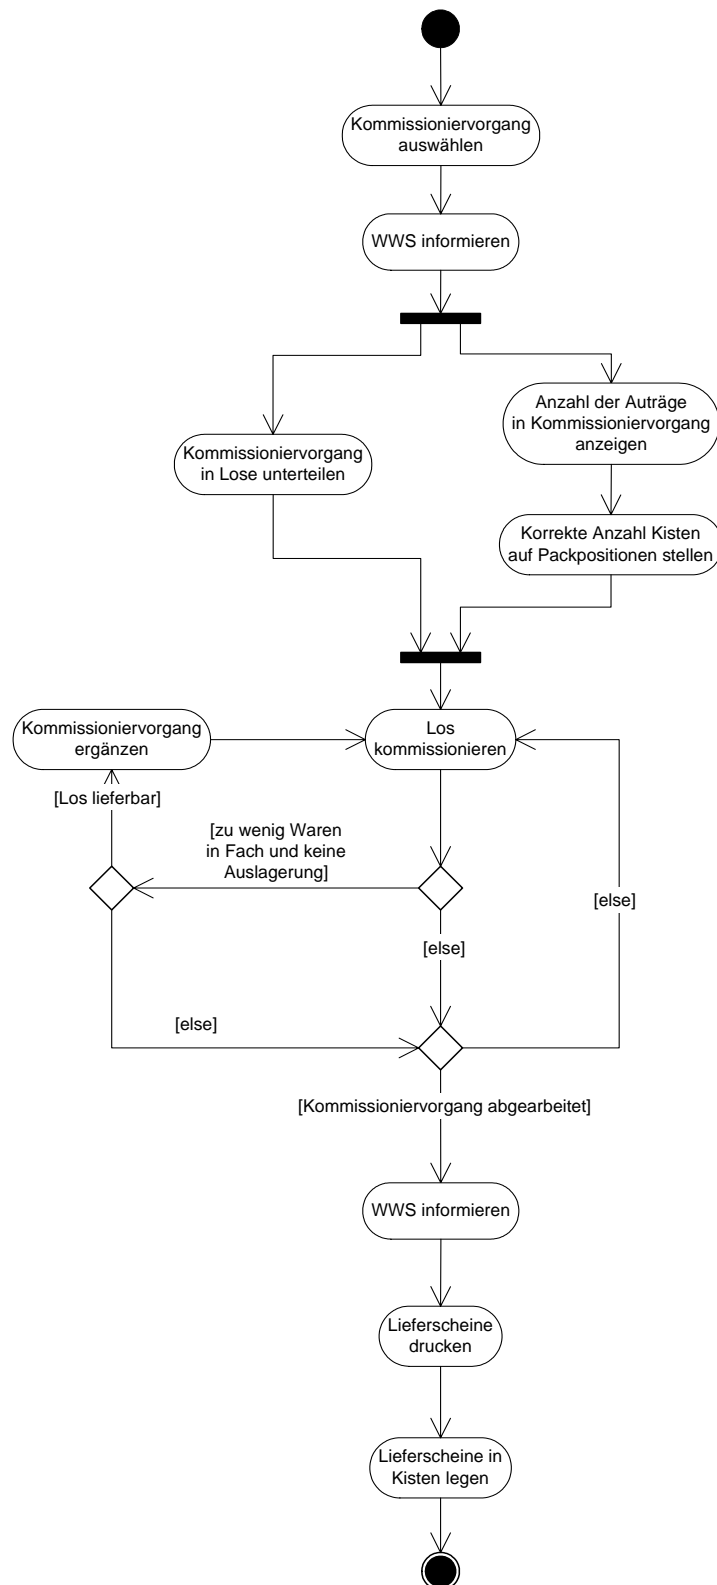 Kommissioniervorgang
auswählen
WWS informieren
Kommissioniervorgang
in Lose unterteilen
Anzahl der Auträge
in Kommissioniervorgang
anzeigen
Korrekte Anzahl Kisten
auf Packpositionen stellen
Kommissioniervorgang
ergänzen
Los
kommissionieren
[Los lieferbar]
[zu wenig Waren
in Fach und keine
Auslagerung]
[else]
[else]
[else]
[Kommissioniervorgang abgearbeitet]
WWS informieren
Lieferscheine
drucken
Lieferscheine in
Kisten legen